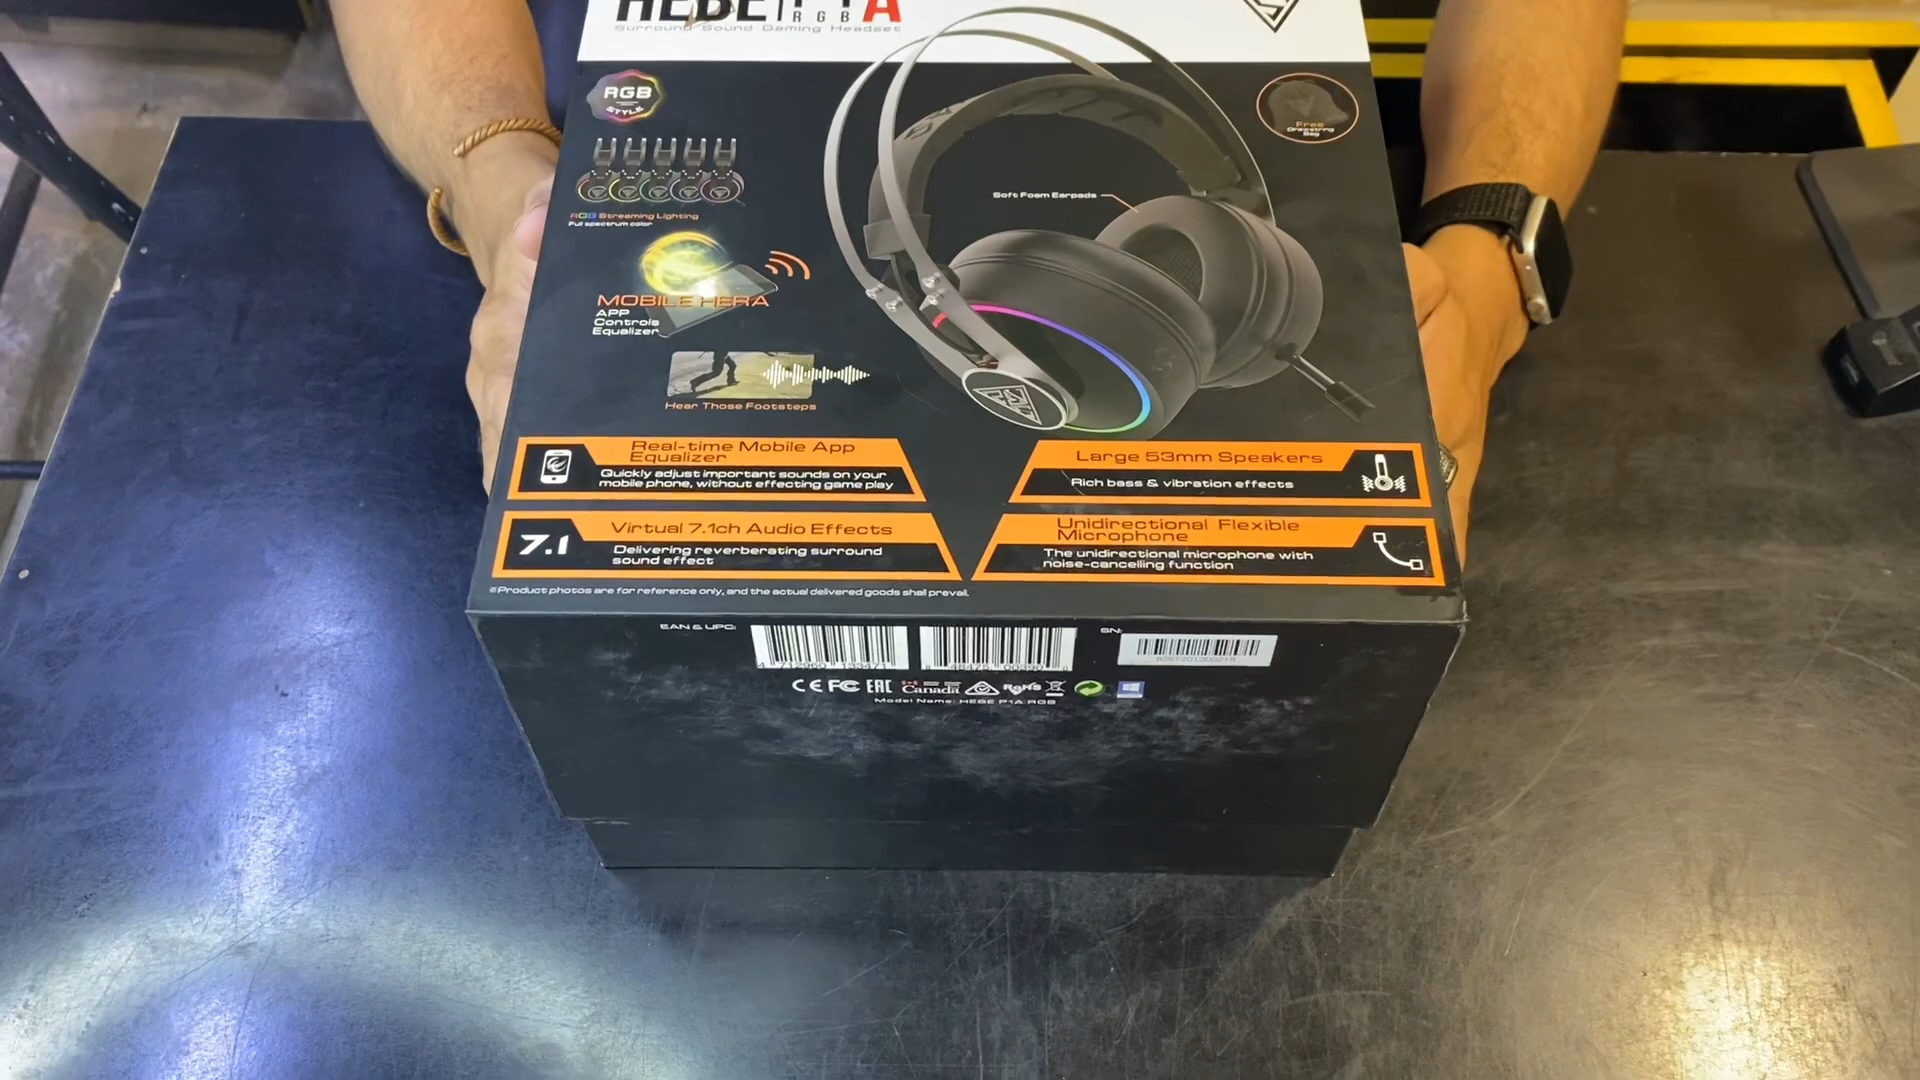 HEBE
RGB
A
Surround Sound Gaming Headset
RGB
STYLE
Free
Drawstring
Bag
Soft Foam Earpads
RGB Streaming Lighting
Full spectrum color
MOBILE HERA
APP
Controls
Equalizer
Hear Those Footsteps
Real-time Mobile App
Equalizer
Quickly adjust important sounds on your
mobile phone, without effecting game play
Large 53mm Speakers
Rich bass & vibration effects
7.1
Virtual 7.1ch Audio Effects
Delivering reverberating surround
sound effect
Unidirectional Flexible
Microphone
The unidirectional microphone with
noise-cancelling function
※Product photos are for reference only, and the actual delivered goods shall prevail.
EAN & UPC:
SN:
CE FC EAC Canada RoHS
Model Name: HEBE P1A RGB